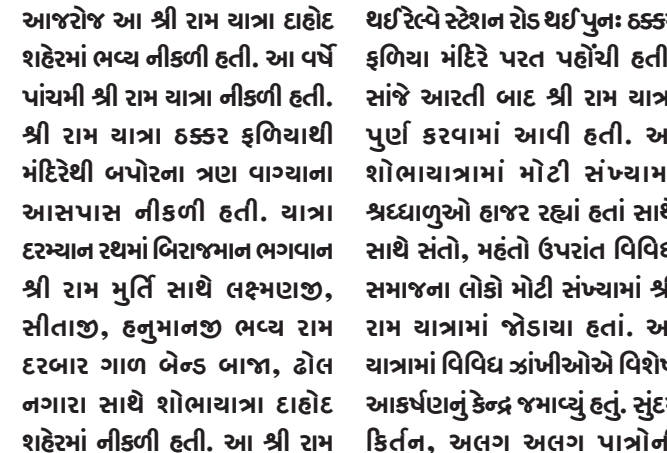 આજરોજ આ શ્રી રામ યાત્રા દાહોદ
શહેરમાં ભવ્ય નીકળી હતી. આ વર્ષે
પાંચમી શ્રી રામ યાત્રા નીકળી હતી.
શ્રી રામ યાત્રા ઠક્કર ફળિયાથી
મંદિરેથી બપોરના ત્રણ વાગ્યાના
આસપાસ નીકળી હતી. યાત્રા
દરમ્યાન રથમાં બિરાજમાન ભગવાન
શ્રી રામ મુર્તિ સાથે લક્ષ્મણજી,
સીતાજી, હનુમાનજી ભવ્ય રામ
દરબાર ગાળ બેન્ડ બાજા, ઢોલ
નગારા સાથે શોભાયાત્રા દાહોદ
શહેરમાં નીકળી હતી. આ શ્રી રામ
થઈ રેલ્વે સ્ટેશન રોડ થઈ પુનઃ
ફળિયા મંદિરે પરત પહોંચી હતી
સાંજે આરતી બાદ શ્રી રામ
પુર્ણ કરવામાં આવી હતી.
શોભાયાત્રામાં મોટી
શ્રધ્ધાળુઓ હાજર રહ્યાં હતાં
સાથે સંતો, મહંતો ઉપરાંત
સમાજના લોકો મોટી સંખ્યામાં
રામ યાત્રામાં જોડાયા હતાં.
યાત્રામાં વિવિધ ઝાંખીઓએ
આકર્ષણનું કેન્દ્ર જમાવ્યું હતું.
કિર્તન, અલગ અલગ